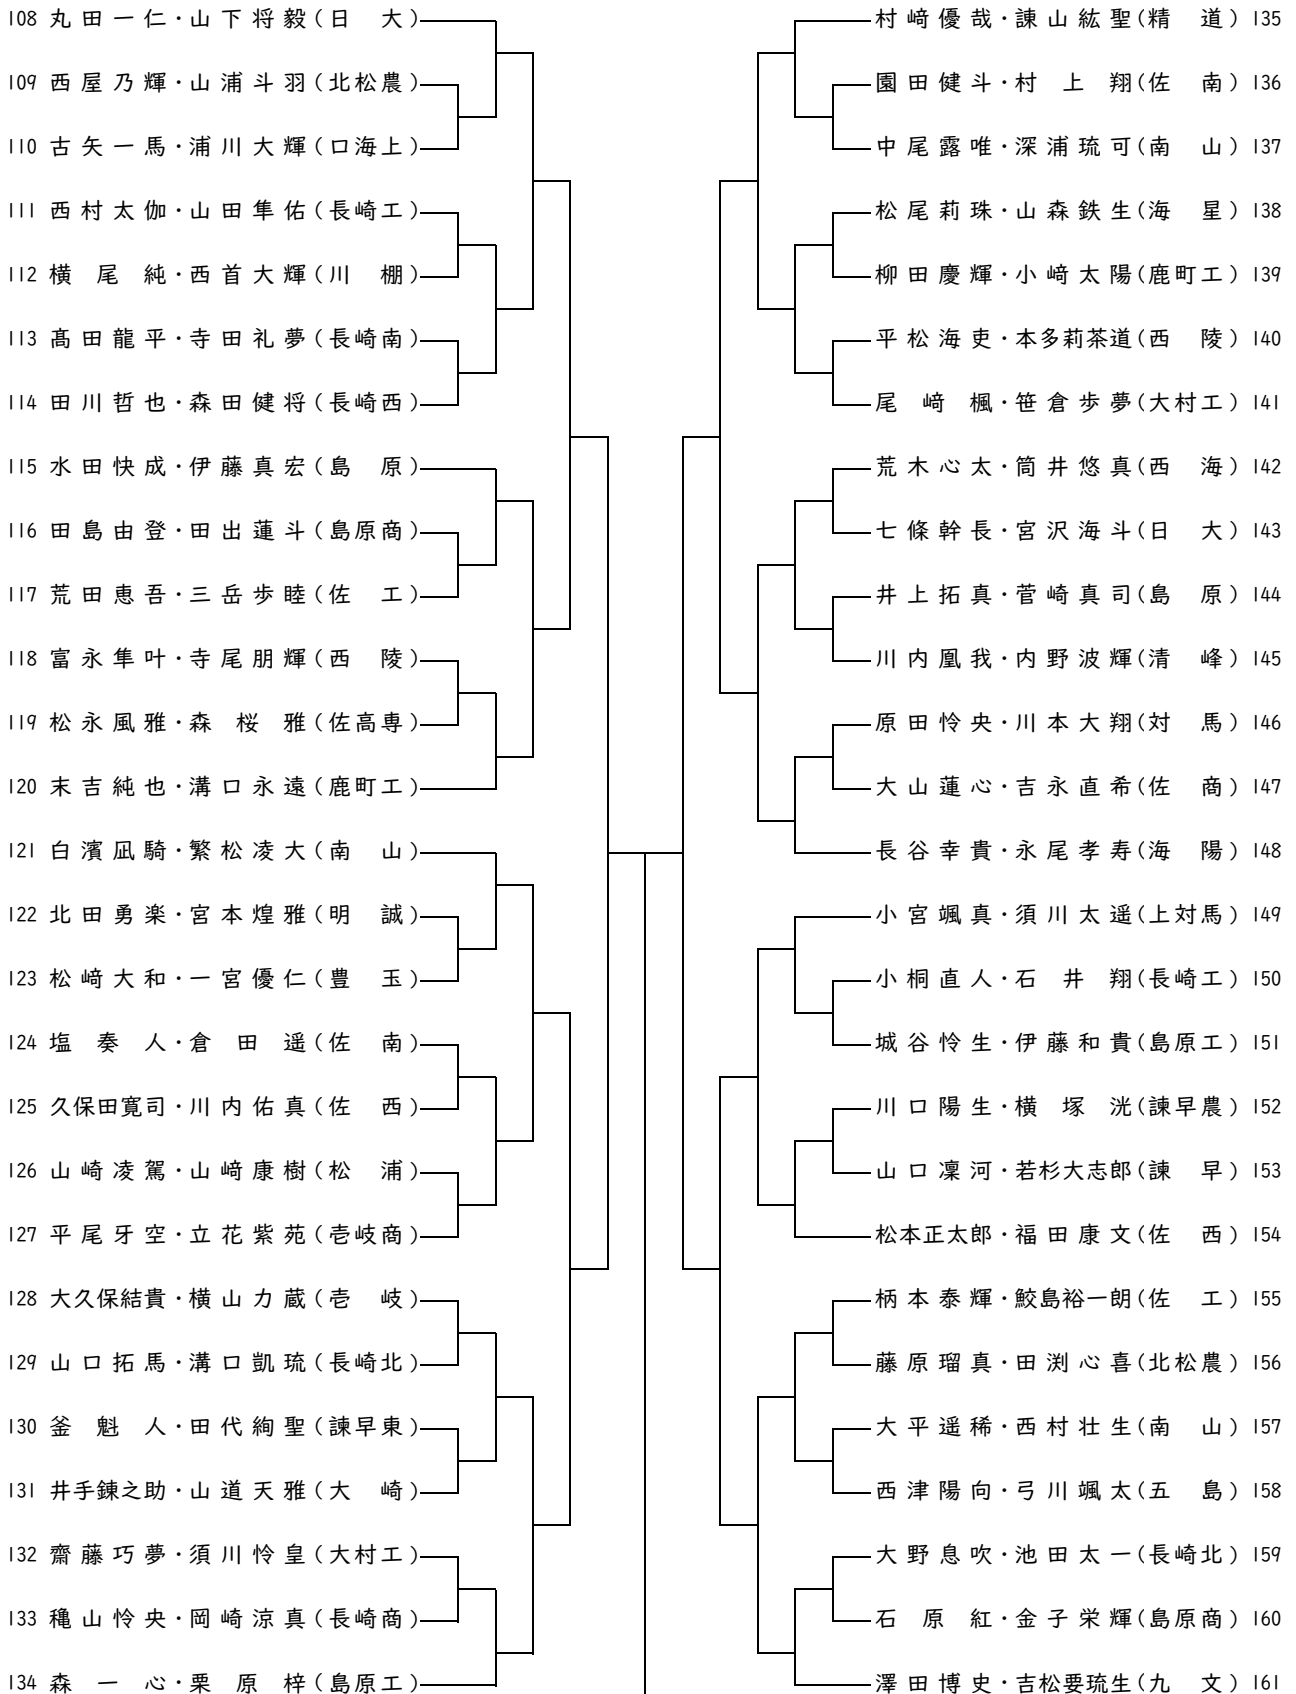 108 丸田一仁・山下将毅(日　大)
109 西屋乃輝・山浦斗羽(北松農)
110 古矢一馬・浦川大輝(口海上)
111 西村太伽・山田隼佑(長崎工)
112 横尾純・西首大輝(川　棚)
113 髙田龍平・寺田礼夢(長崎南)
114 田川哲也・森田健将(長崎西)
115 水田快成・伊藤真宏(島　原)
116 田島由登・田出蓮斗(島原商)
117 荒田恵吾・三岳歩睦(佐　工)
118 富永隼叶・寺尾朋輝(西　陵)
119 松永風雅・森桜雅(佐高専)
120 末吉純也・溝口永遠(鹿町工)
121 白濱凪騎・繁松凌大(南　山)
122 北田勇楽・宮本煌雅(明　誠)
123 松﨑大和・一宮優仁(豊　玉)
124 塩奏人・倉田遥(佐　南)
125 久保田寛司・川内佑真(佐　西)
126 山崎凌駕・山﨑康樹(松　浦)
127 平尾牙空・立花紫苑(壱岐商)
128 大久保結貴・横山力蔵(壱　岐)
129 山口拓馬・溝口凱琉(長崎北)
130 釜魁人・田代絢聖(諫早東)
131 井手錬之助・山道天雅(大　崎)
132 齋藤巧夢・須川怜皇(大村工)
133 穐山怜央・岡崎涼真(長崎商)
134 森一心・栗原梓(島原工)
村﨑優哉・諫山紘聖(精　道) 135
園田健斗・村上翔(佐　南) 136
中尾露唯・深浦琉可(南　山) 137
松尾莉珠・山森鉄生(海　星) 138
柳田慶輝・小﨑太陽(鹿町工) 139
平松海吏・本多莉茶道(西　陵) 140
尾﨑楓・笹倉歩夢(大村工) 141
荒木心太・筒井悠真(西　海) 142
七條幹長・宮沢海斗(日　大) 143
井上拓真・菅崎真司(島　原) 144
川内凰我・内野波輝(清　峰) 145
原田怜央・川本大翔(対　馬) 146
大山蓮心・吉永直希(佐　商) 147
長谷幸貴・永尾孝寿(海　陽) 148
小宮颯真・須川太遥(上対馬) 149
小桐直人・石井翔(長崎工) 150
城谷怜生・伊藤和貴(島原工) 151
川口陽生・横塚洸(諫早農) 152
山口凜河・若杉大志郎(諫　早) 153
松本正太郎・福田康文(佐　西) 154
柄本泰輝・鮫島裕一朗(佐　工) 155
藤原瑠真・田渕心喜(北松農) 156
大平遥稀・西村壮生(南　山) 157
西津陽向・弓川颯太(五　島) 158
大野息吹・池田太一(長崎北) 159
石原紅・金子栄輝(島原商) 160
澤田博史・吉松要琉生(九　文) 161